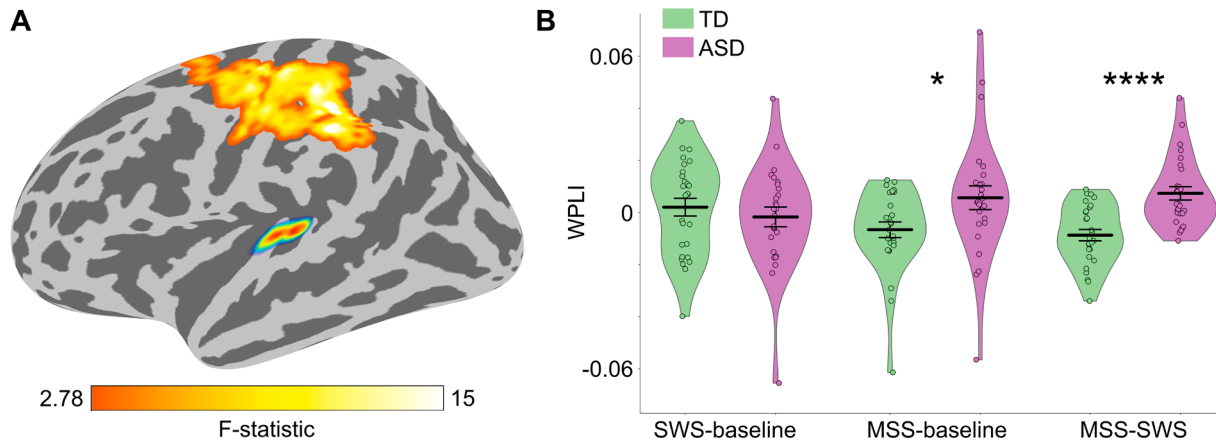 A
2.78
15
F-statistic
B
TD
ASD
WPLI
0.06
0
-0.06
*
****
SWS-baseline
MSS-baseline
MSS-SWS